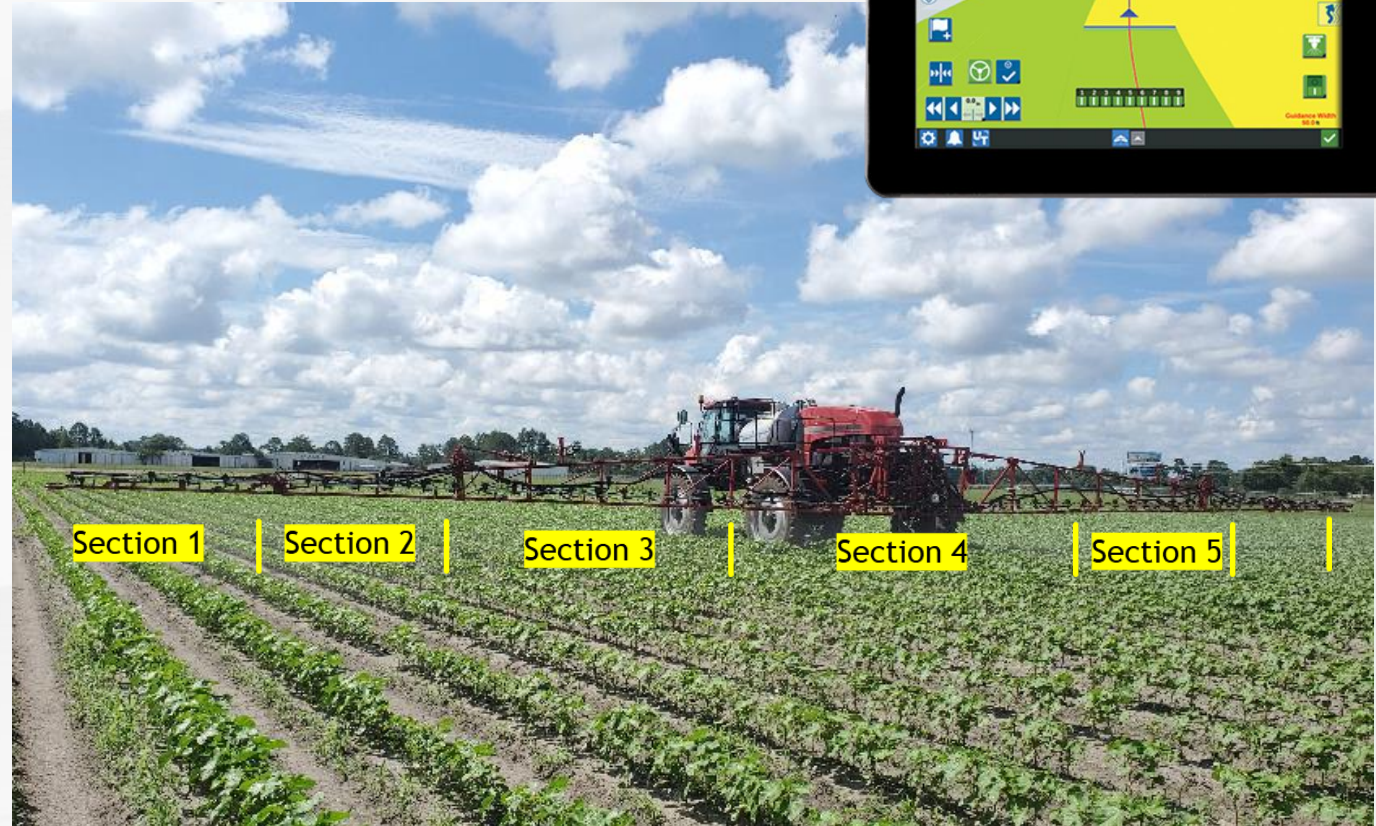 1 2 3 4 5 6 7 8 9
Guidance Width
Section 1
Section 2
Section 3
Section 4
Section 5